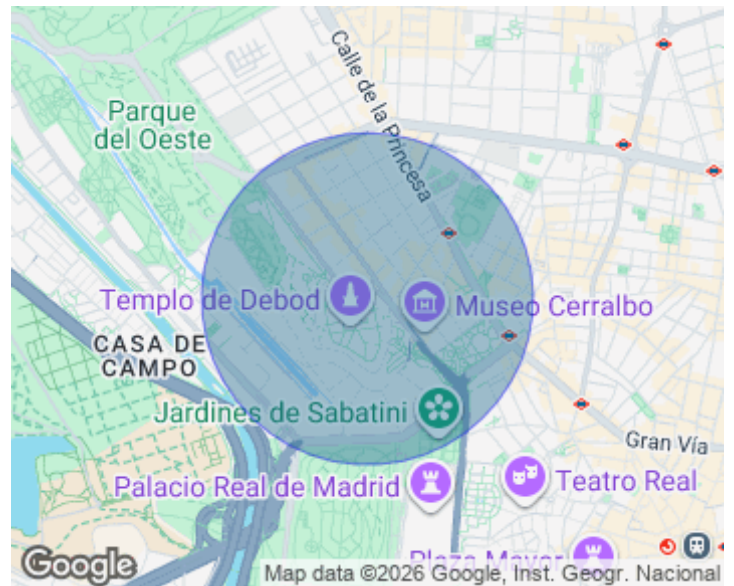 Calle de la Princesa
Parque
del Oeste
Templo de Debod
Museo Cerralbo
CASA DE
CAMPO
Jardines de Sabatini
Gran Vía
Palacio Real de Madrid
Teatro Real
Plaza Mayor
Google
Map data ©2026 Google, Inst. Geogr. Nacional